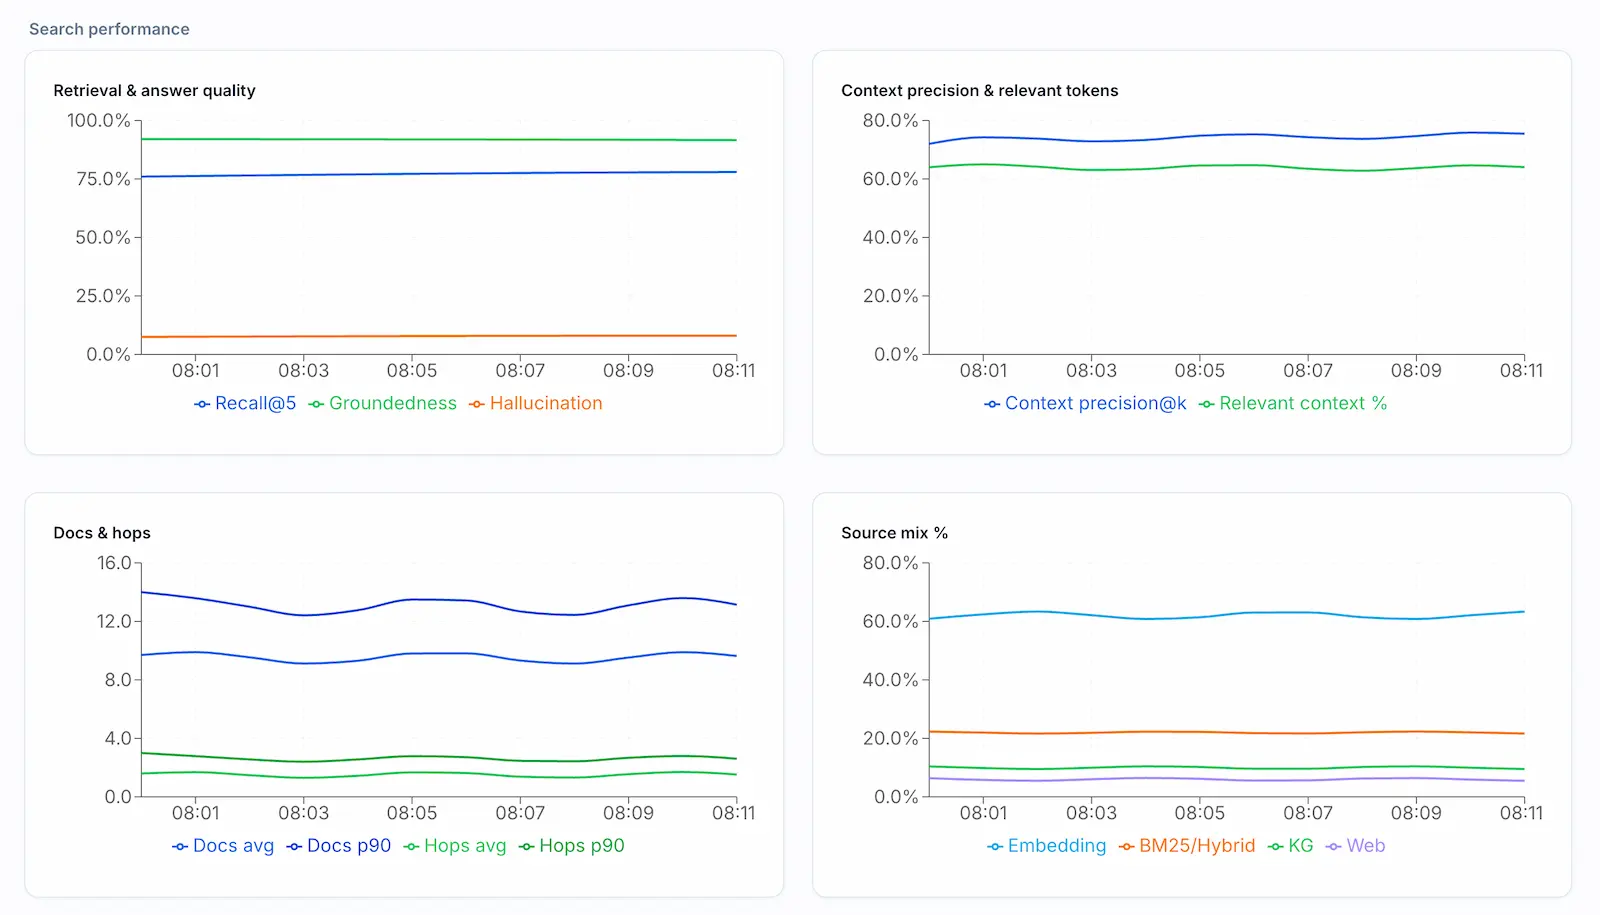 Search performance
Retrieval & answer quality
100.0%
75.0%
50.0%
25.0%
0.0%
08:01 08:03 08:05 08:07 08:09 08:11
Recall@5 Groundedness Hallucination
Context precision & relevant tokens
80.0%
60.0%
40.0%
20.0%
0.0%
08:01 08:03 08:05 08:07 08:09 08:11
Context precision@k Relevant context %
Docs & hops
16.0
12.0
8.0
4.0
0.0
08:01 08:03 08:05 08:07 08:09 08:11
Docs avg Docs p90 Hops avg Hops p90
Source mix %
80.0%
60.0%
40.0%
20.0%
0.0%
08:01 08:03 08:05 08:07 08:09 08:11
Embedding BM25/Hybrid KG Web